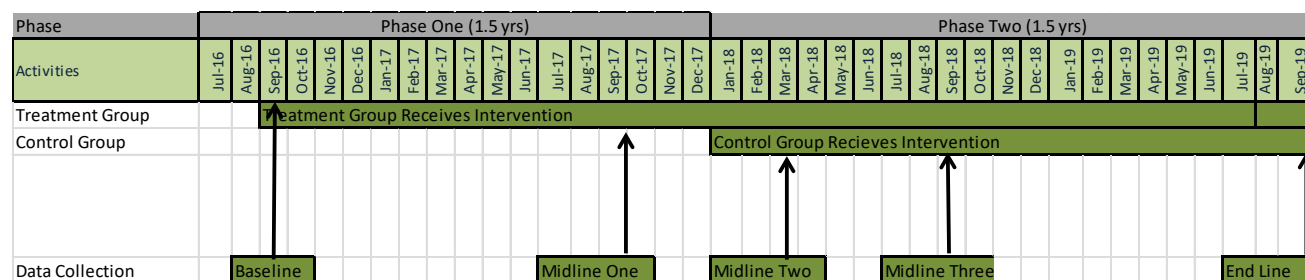 Phase Phase One (1.5 yrs) Phase Two (1.5 yrs)
Activities Jul-16 Aug-16 Sep-16 Oct-16 Nov-16 Dec-16 Jan-17 Feb-17 Mar-17 Apr-17 May-17 Jun-17 Jul-17 Aug-17 Sep-17 Oct-17 Nov-17 Dec-17 Jan-18 Feb-18 Mar-18 Apr-18 May-18 Jun-18 Jul-18 Aug-18 Sep-18 Oct-18 Nov-18 Dec-18 Jan-19 Feb-19 Mar-19 Apr-19 May-19 Jun-19 Jul-19 Aug-19 Sep-19
Treatment Group Treatment Group Receives Intervention
Control Group Control Group Recieves Intervention
Data Collection Baseline Midline One Midline Two Midline Three End Line